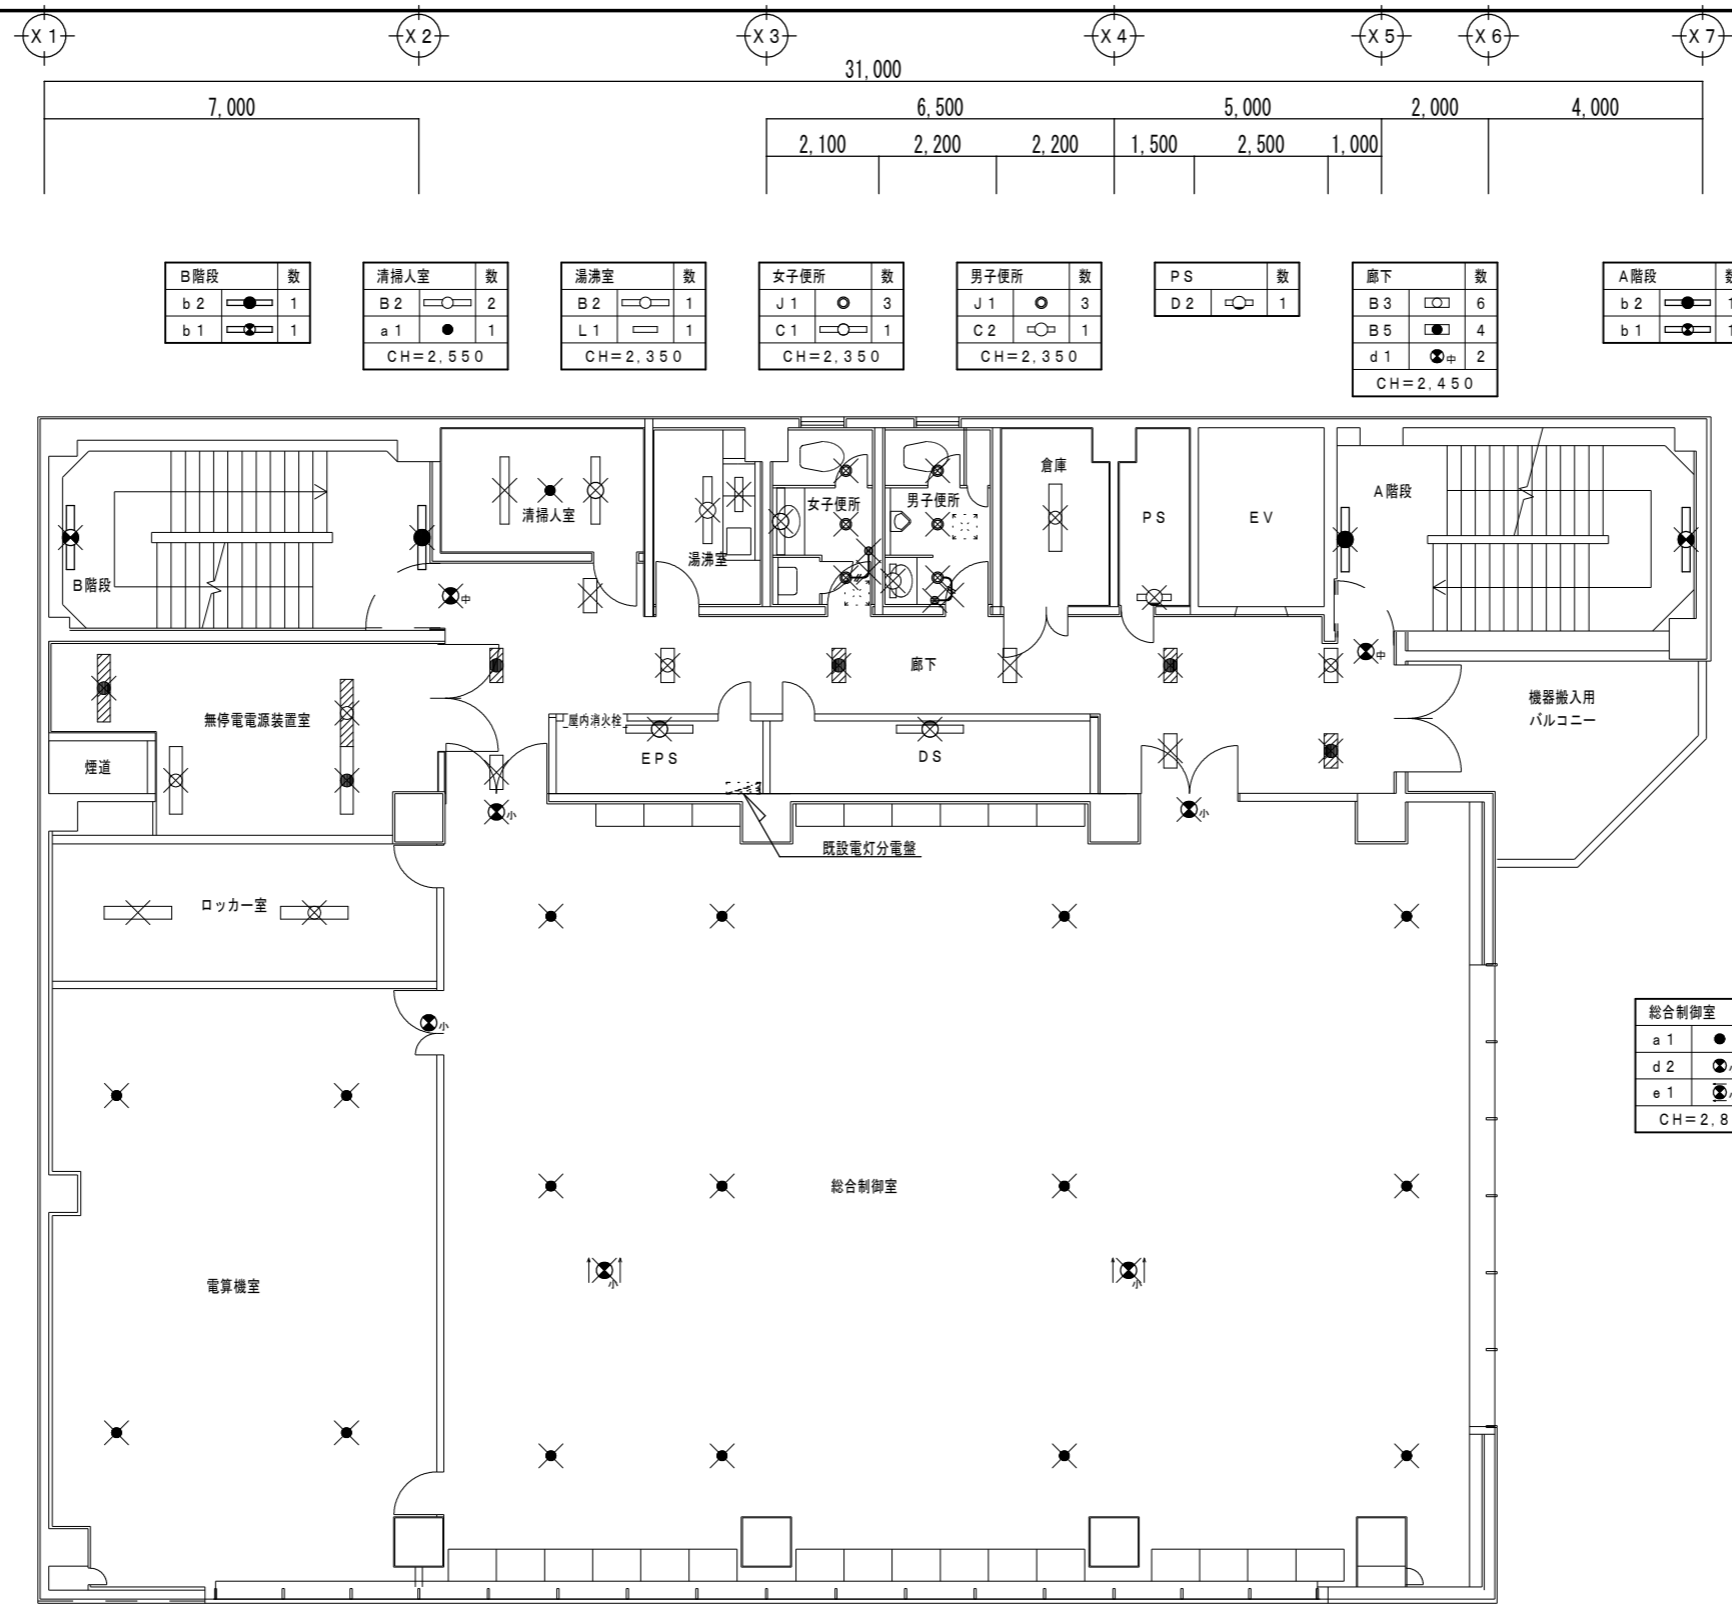 X1 X2 X3 X4 X5 X6 X7
31,000
7,000 6,500 5,000 2,000 4,000
2,100 2,200 2,200 1,500 2,500 1,000
B階段 数
b2 1
b1 1
清掃人室 数
B2 2
a1 1
CH=2,550
湯沸室 数
B2 1
L1 1
CH=2,350
女子便所 数
J1 3
C1 1
CH=2,350
男子便所 数
J1 3
C2 1
CH=2,350
PS 数
D2 1
廊下 数
B3 6
B5 4
d1 中 2
CH=2,450
A階段 数
b2 1
b1 1
倉庫
A階段
女子便所
男子便所
清掃人室
PS
EV
湯沸室
B階段
中
中
廊下
機器搬入用
バルコニー
無停電電源装置室
屋内消火栓
EPS
DS
煙道
小
小
既設電灯分電盤
ロッカー室
小
総合制御室
a1
d2
e1
CH=2,8
総合制御室
電算機室
小
小